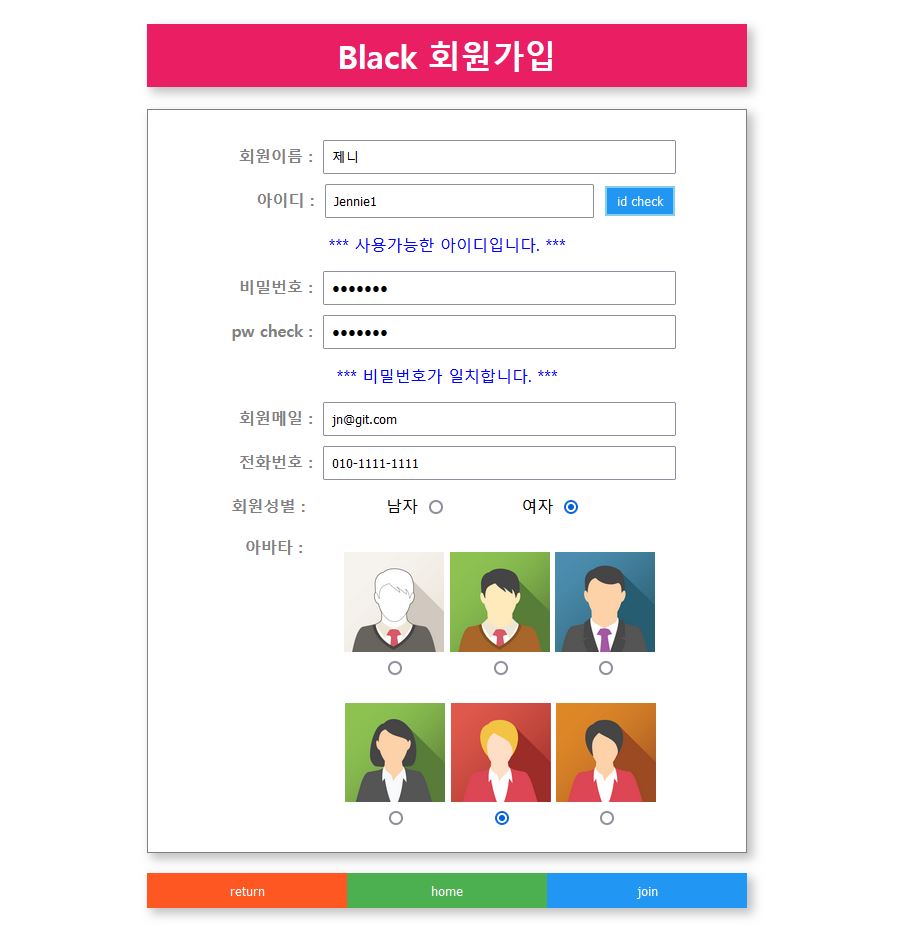 Black 회원가입
회원이름 : 제니
아이디 : Jennie1 id check
*** 사용가능한 아이디입니다. ***
비밀번호 : •••••••
pw check : •••••••
*** 비밀번호가 일치합니다. ***
회원메일 : jn@git.com
전화번호 : 010-1111-1111
회원성별 : 남자 여자
아바타 :
return home join